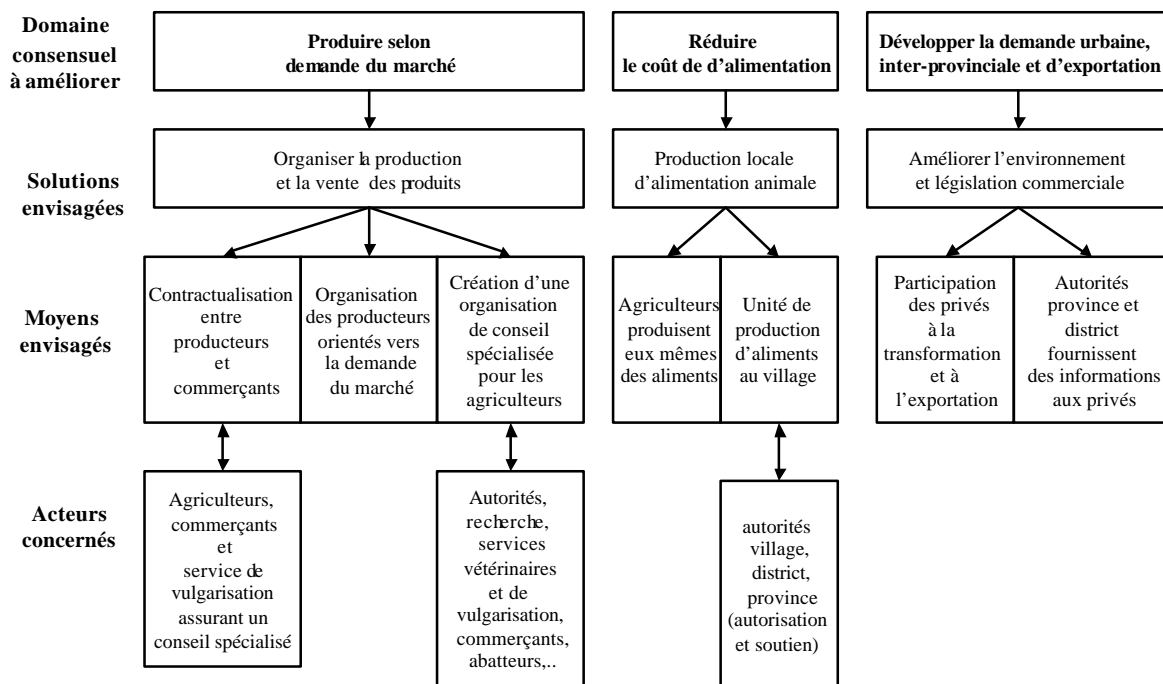 Domaine
consensuel
à améliorer
Produire selon
demande du marché
Réduire
le coût de d'alimentation
Développer la demande urbaine,
inter-provinciale et d'exportation
Solutions
envisagées
Organiser la production
et la vente des produits
Production locale
d'alimentation animale
Améliorer l'environnement
et législation commerciale
Moyens
envisagés
Contractualisation
entre
producteurs
et
commerçants
Organisation
des producteurs
orientés vers
la demande
du marché
Création d'une
organisation
de conseil
spécialisée
pour les
agriculteurs
Agriculteurs
produisent
eux mêmes
des aliments
Unité de
production
d'aliments
au village
Participation
des privés
à la
transformation
et à
l'exportation
Autorités
province et
district
fournissent
des informations
aux privés
Acteurs
concernés
Agriculteurs,
commerçants
et
service de
vulgarisation
assurant un
conseil spécialisé
Autorités,
recherche,
services
vétérinaires
et de
vulgarisation,
commerçants,
abatteurs,..
autorités
village,
district,
province
(autorisation
et soutien)